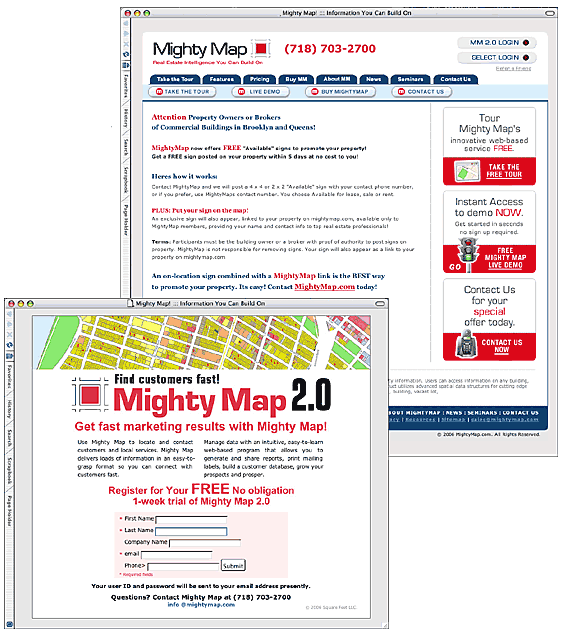 Mighty Map! ::: Information You Can Build On
Mighty Map
Real Estate Intelligence You Can Build On
(718) 703-2700
MM 2.0 LOGIN
SELECT LOGIN
Refer a Friend
Take the Tour Features Pricing Buy MM About MM News Seminars Contact Us
m TAKE THE TOUR m LIVE DEMO m BUY MIGHTYMAP m CONTACT US
Favorites
History
Search
Scrapbook
Page Holder
Attention Property Owners or Brokers
of Commercial Buildings in Brooklyn and Queens!
MightyMap now offers FREE "Available" signs to promote your property!
Get a FREE sign posted on your property within 5 days at no cost to you!
Heres how it works:
Contact MightyMap and we will post a 4 x 4 or 2 x 2 "Available" sign with your contact phone number,
or if you prefer, use MightyMaps contact number. You choose Available for lease, sale or rent.
PLUS: Put your sign on the map!
An exclusive sign will also appear, linked to your property on mightymap.com, available only to
MightyMap members, providing your name and contact info to top real estate professionals!
Terms: Participants must be the building owner or a broker with proof of authority to post signs on
property. MightyMap is not responsible for removing signs. Your sign will also appear as a link to your
property on mightymap.com
An on-location sign combined with a MightyMap link is the BEST way
to promote your property. Its easy! Contact MightyMap.com today!
Tour
Mighty Map's
innovative web-based
service FREE.
TAKE THE
FREE TOUR
Instant Access
to demo NOW.
Get started in seconds
no sign up required.
GO
FREE
MIGHTY MAP
LIVE DEMO
Contact Us
for your
special
offer today.
CONTACT US
NOW
information. Users can access information on any building,
product utilizes advanced spatial data structures for cutting edge
building, vacant lot,
ABOUT MIGHTYMAP | NEWS | SEMINARS | CONTACT US
| Resources | Sitemap | sales@mightymap.com
© 2006 MightyMap.com. All Rights Reserved.
Mighty Map! ::: Information You Can Build On
Favorites
History
Search
Scrapbook
Page Holder
Find customers fast!
Mighty Map 2.0
Get fast marketing results with Mighty Map!
Use Mighty Map to locate and contact
customers and local services. Mighty Map
delivers loads of information in an easy-to-
grasp format so you can connect with
customers fast.
Manage data with an intuitive, easy-to-learn
web-based program that allows you to
generate and share reports, print mailing
labels, build a customer database, grow your
prospects and prosper.
Register for Your FREE No obligation
1-week trial of Mighty Map 2.0
* First Name
* Last Name
Company Name
* email
Phone>
Submit
* Required fields
Your user ID and password will be sent to your email address presently.
Questions? Contact Mighty Map at (718) 703-2700
info @mightymap.com
© 2006 Square Feet LLC